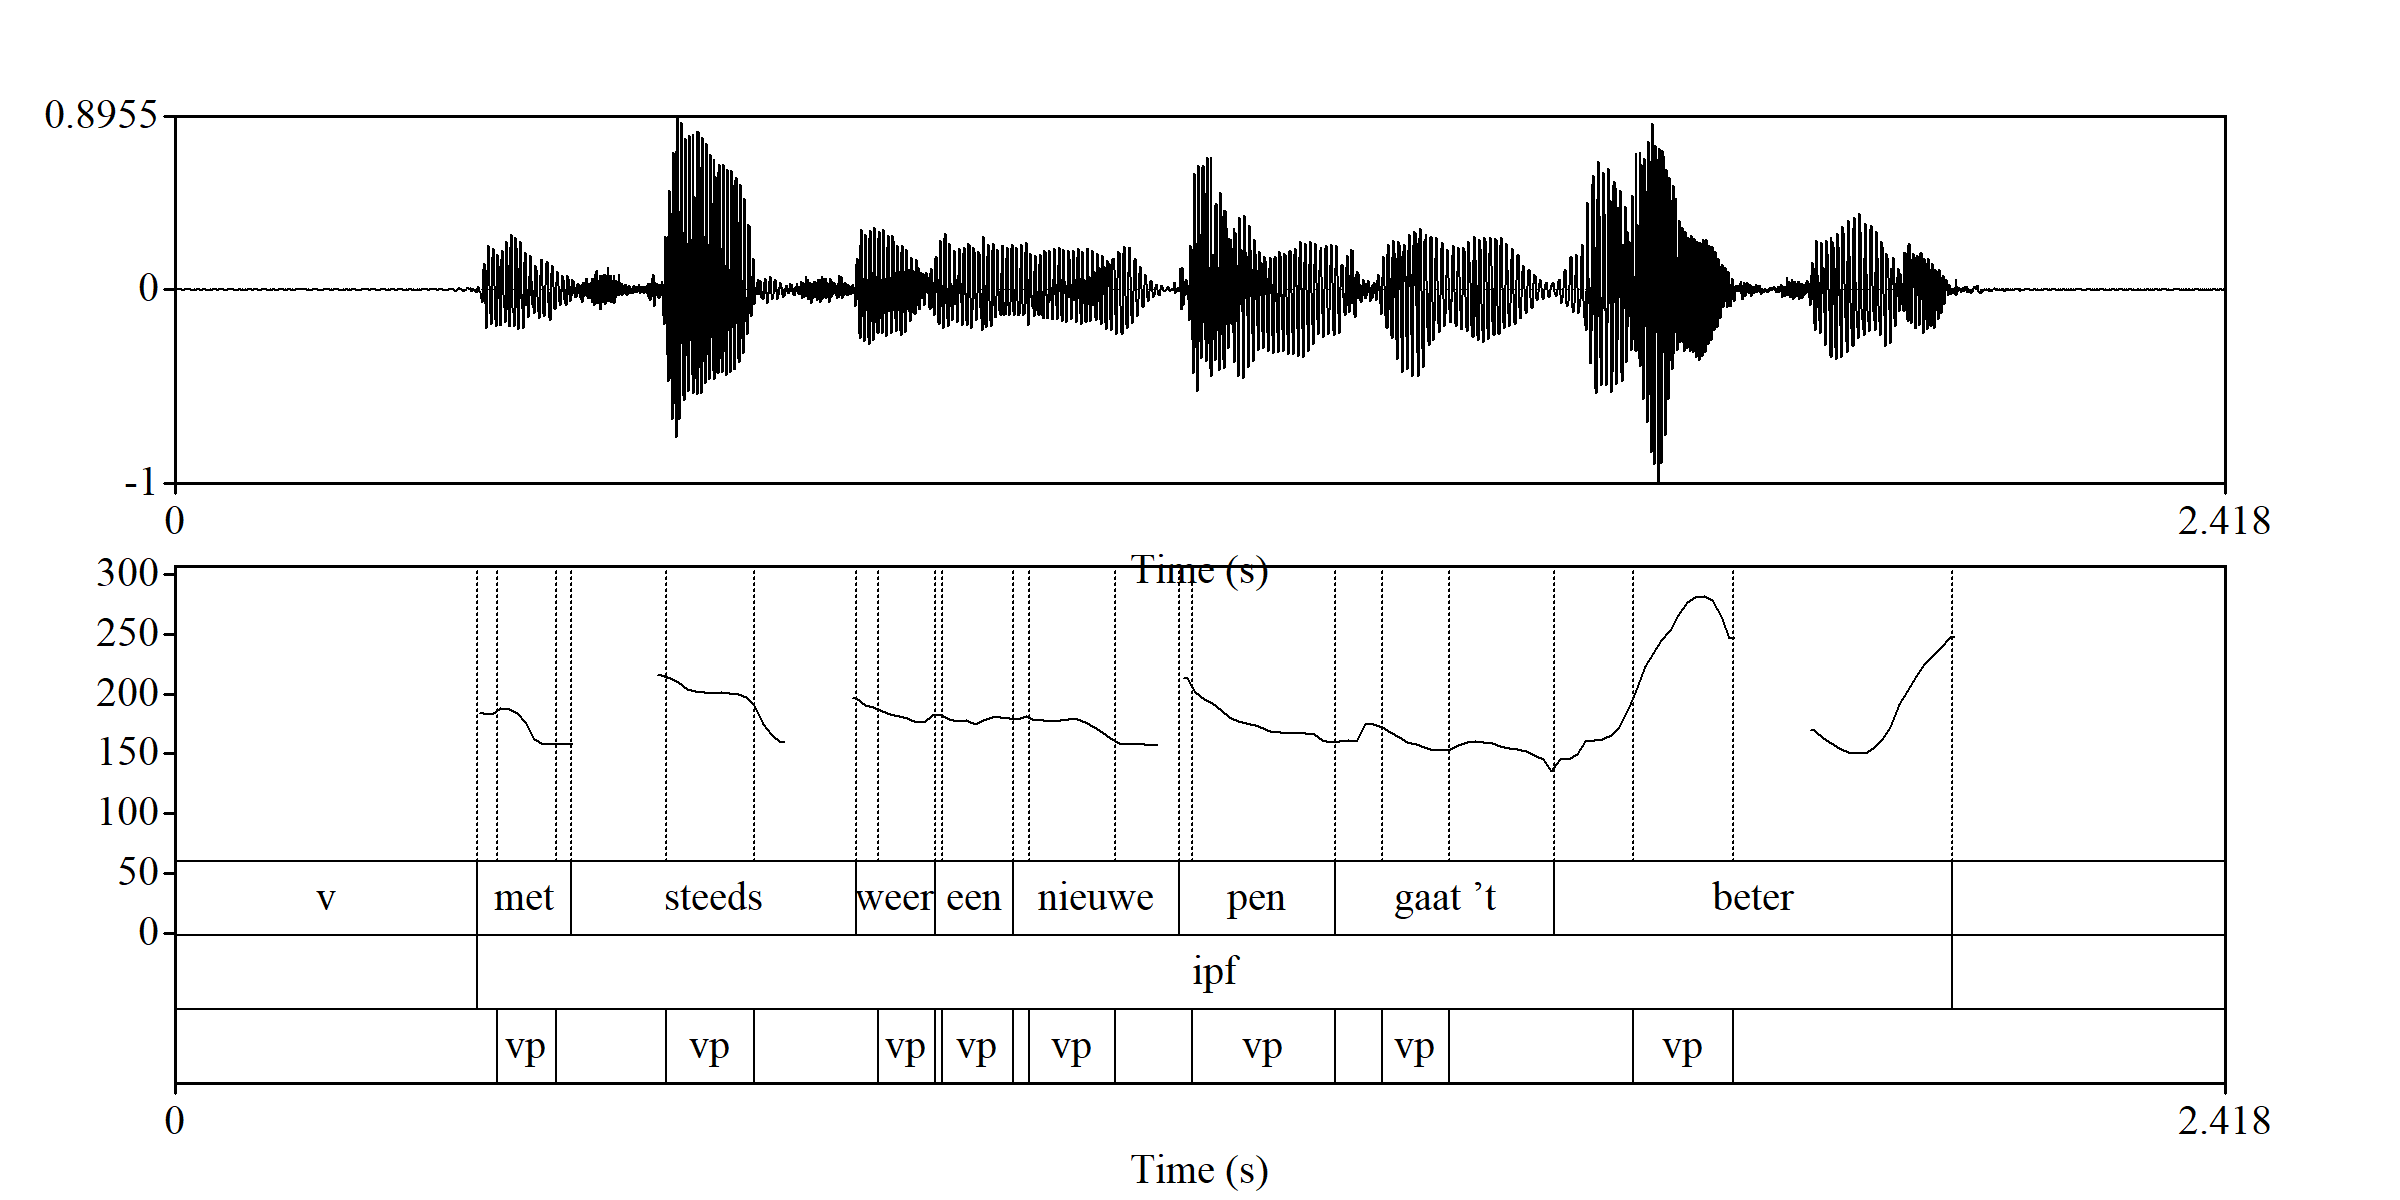 0.8955
0
-1
0 2.418
Time (s)
300
250
200
150
100
50
0
v met steeds weer een nieuwe pen gaat ’t beter
ipf
vp vp vp vp vp vp vp vp
0 2.418
Time (s)